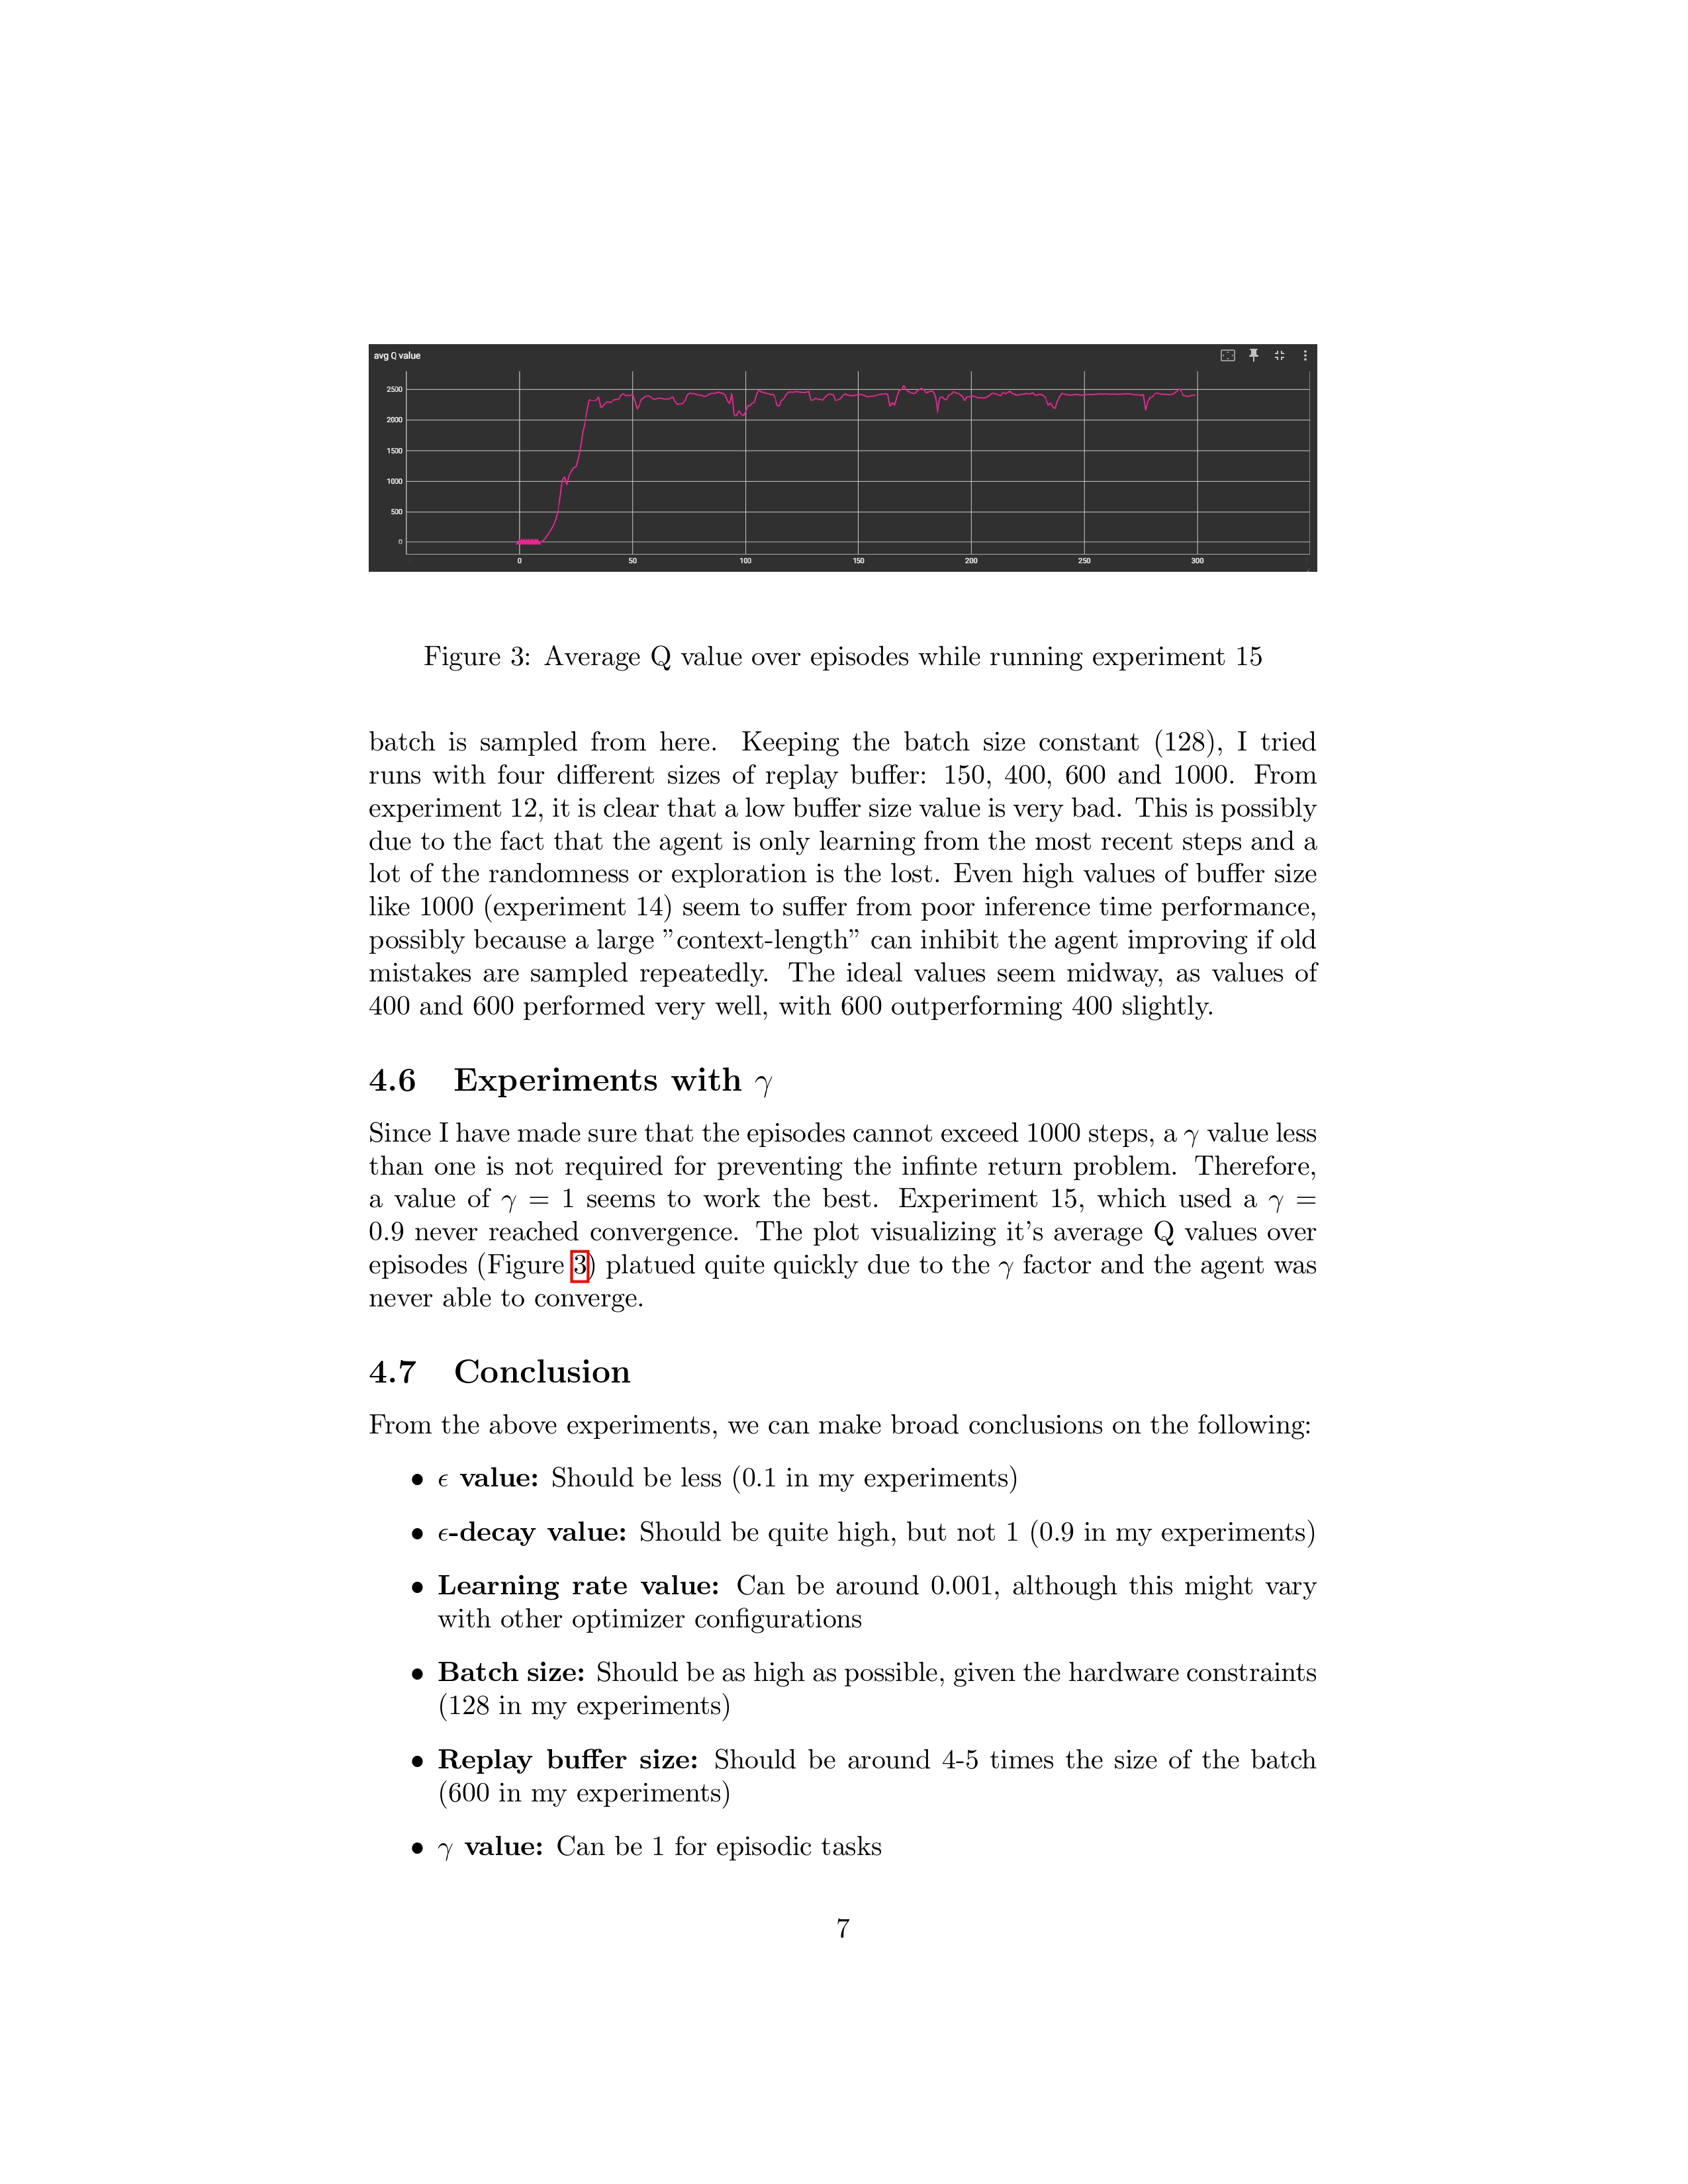 avg Q value
2500
2000
1500
1000
500
0
0 50 100 150 200 250 300
Figure 3: Average Q value over episodes while running experiment 15
batch is sampled from here. Keeping the batch size constant (128), I tried
runs with four different sizes of replay buffer: 150, 400, 600 and 1000. From
experiment 12, it is clear that a low buffer size value is very bad. This is possibly
due to the fact that the agent is only learning from the most recent steps and a
lot of the randomness or exploration is the lost. Even high values of buffer size
like 1000 (experiment 14) seem to suffer from poor inference time performance,
possibly because a large ”context-length” can inhibit the agent improving if old
mistakes are sampled repeatedly. The ideal values seem midway, as values of
400 and 600 performed very well, with 600 outperforming 400 slightly.
4.6 Experiments with γ
Since I have made sure that the episodes cannot exceed 1000 steps, a γ value less
than one is not required for preventing the infinte return problem. Therefore,
a value of γ = 1 seems to work the best. Experiment 15, which used a γ =
0.9 never reached convergence. The plot visualizing it’s average Q values over
episodes (Figure 3) platued quite quickly due to the γ factor and the agent was
never able to converge.
4.7 Conclusion
From the above experiments, we can make broad conclusions on the following:
• ϵ value: Should be less (0.1 in my experiments)
• ϵ-decay value: Should be quite high, but not 1 (0.9 in my experiments)
• Learning rate value: Can be around 0.001, although this might vary
with other optimizer configurations
• Batch size: Should be as high as possible, given the hardware constraints
(128 in my experiments)
• Replay buffer size: Should be around 4-5 times the size of the batch
(600 in my experiments)
• γ value: Can be 1 for episodic tasks
7